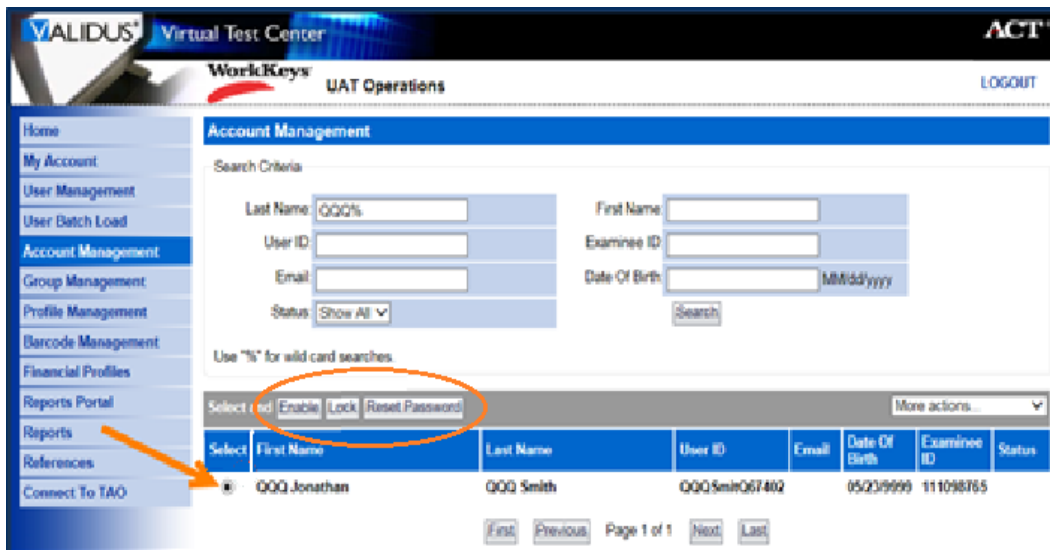 VALIDUS® Virtual Test Center ACT®
WorkKeys®
UAT Operations
LOGOUT
Home
My Account
User Management
User Batch Load
Account Management
Group Management
Profile Management
Barcode Management
Financial Profiles
Reports Portal
Reports
References
Connect To TAO
Account Management
Search Criteria
Last Name: QQQ% First Name:
User ID: Examinee ID:
Email: Date Of Birth: MM/dd/yyyy
Status: Show All
Search
Use "%" for wild card searches.
Select and Enable Lock Reset Password More actions...
Select First Name Last Name User ID Email Date Of Birth Examinee ID Status
QQQ Jonathan QQQ Smith 05/23/9999 111098765
First Previous Page 1 of 1 Next Last